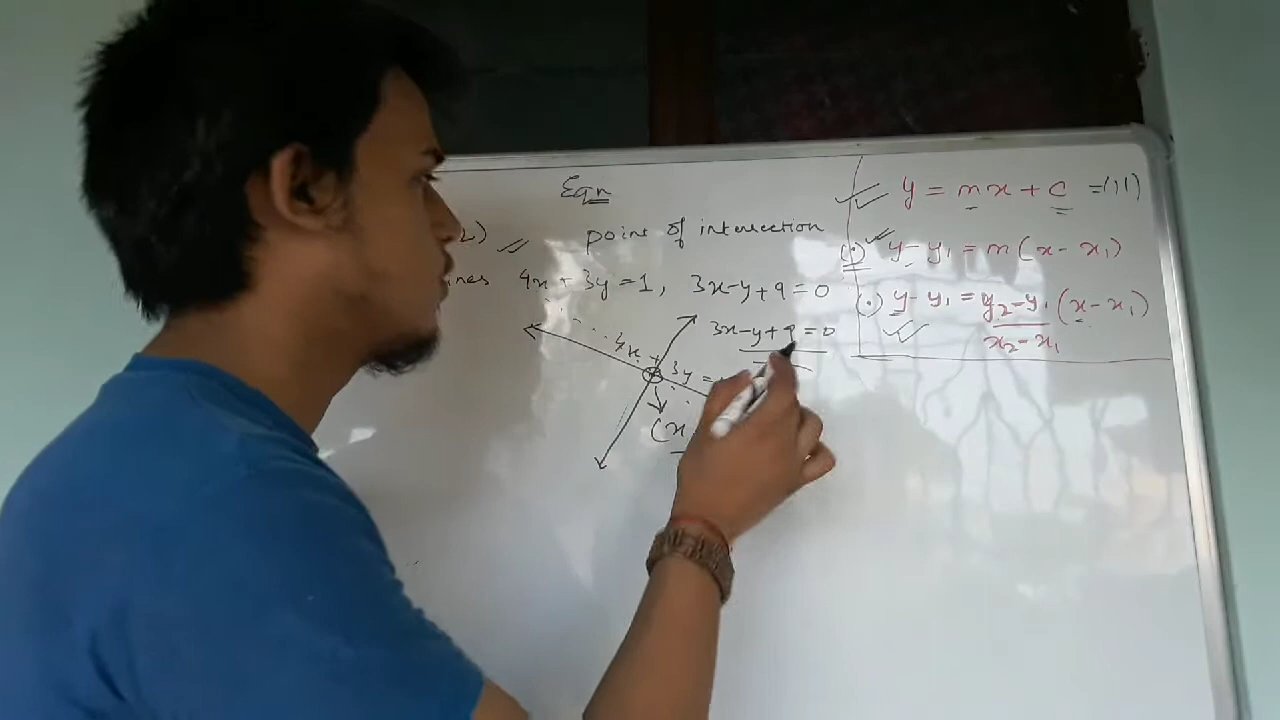 Eqn
2) point of intersection
lines 4x + 3y = 1, 3x - y + 9 = 0
3x - y + 9 = 0
4x + 3y =
(x,
y = mx + c =(11)
(.) y - y₁ = m(x - x₁)
(.) y - y₁ = y₂ - y₁ / x₂ - x₁ (x - x₁)